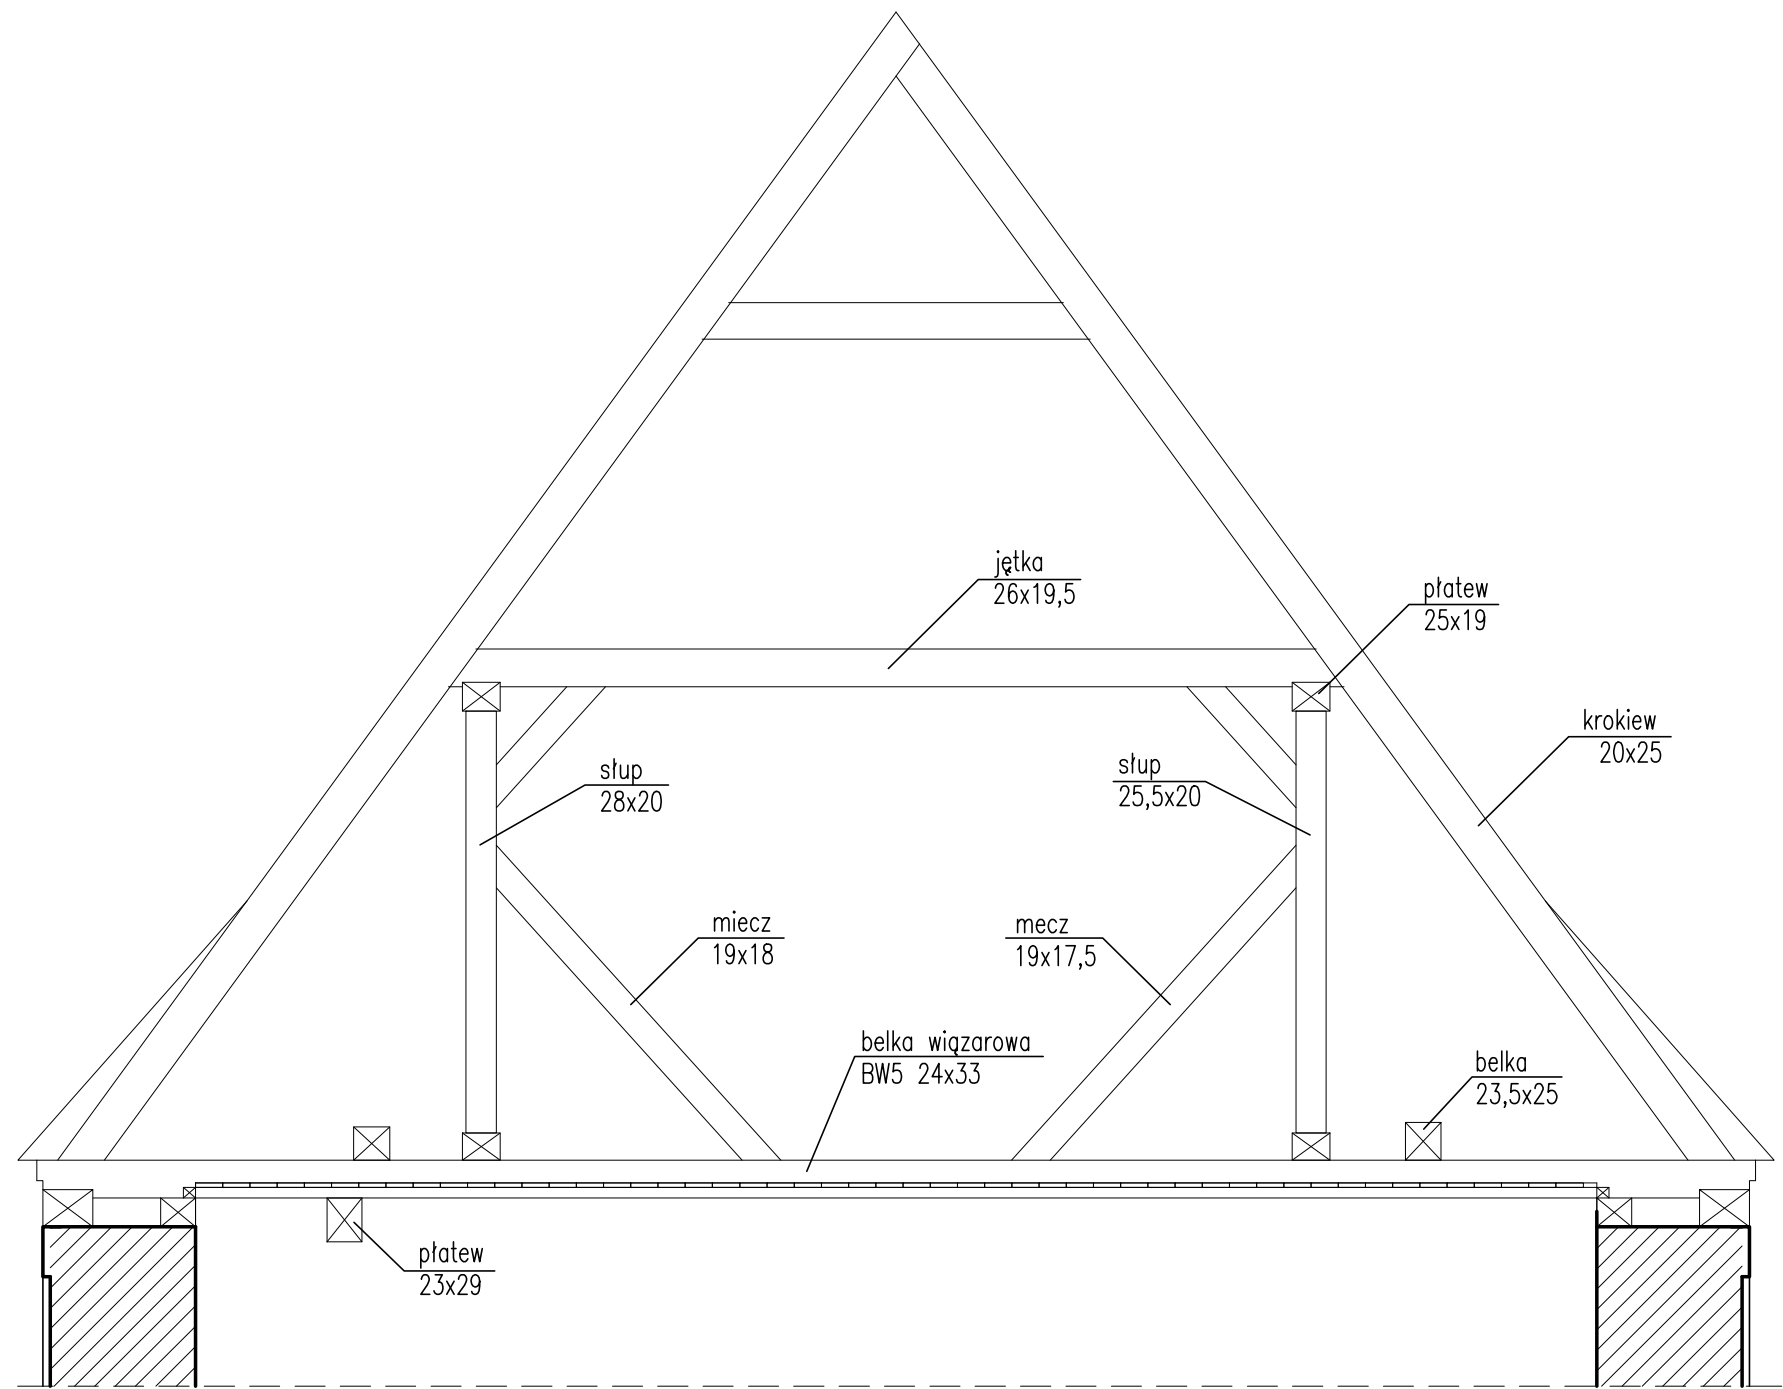 jętka
26x19,5
płatew
25x19
krokiew
20x25
słup
28x20
słup
25,5x20
miecz
19x18
mecz
19x17,5
belka wiązarowa
BW5 24x33
belka
23,5x25
płatew
23x29